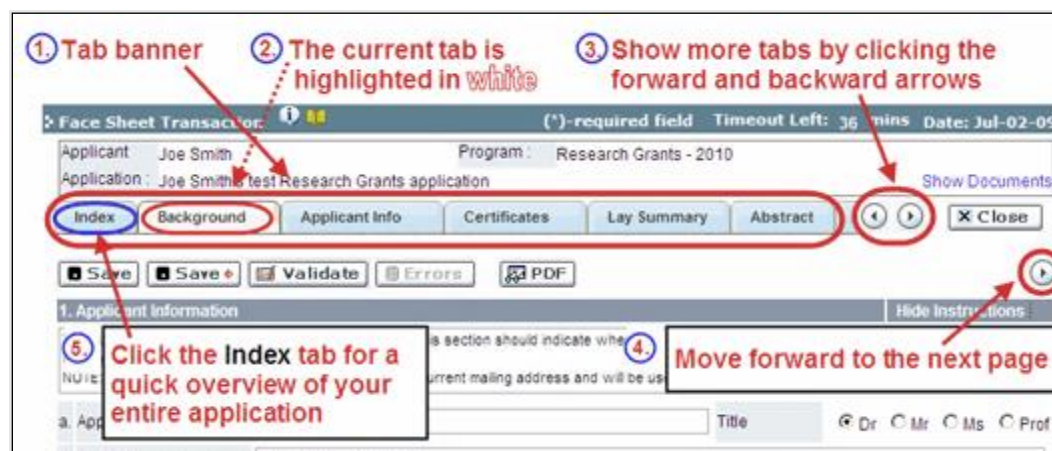 1. Tab banner
2. The current tab is
highlighted in white
3. Show more tabs by clicking the
forward and backward arrows
Face Sheet Transaction (*)-required field Timeout Left: 36 mins Date: Jul-02-09
Applicant Joe Smith Program : Research Grants - 2010
Application : Joe Smith's test Research Grants application Show Documents
Index Background Applicant Info Certificates Lay Summary Abstract X Close
Save Save Validate Errors PDF
1. Applicant Information Hide Instructions
s section should indicate whe
NOTE urrent mailing address and will be us
5. Click the Index tab for a
quick overview of your
entire application
4. Move forward to the next page
a. App Title Dr Mr Ms Prof